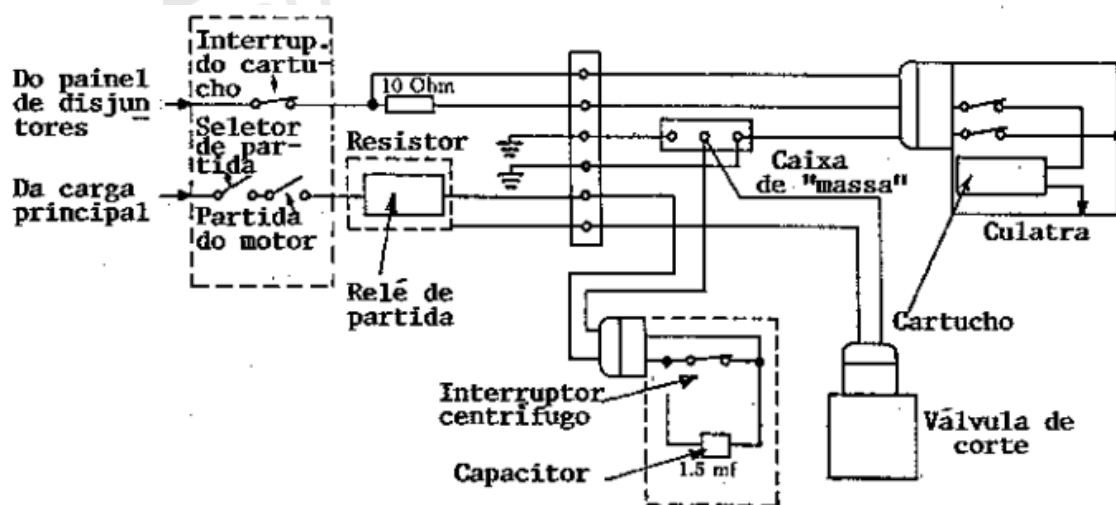 Interrup.
do cartu-
cho
Do painel
de disjun
tores
10 Ohm
Seletor
de par-
tida
Resistor
Caixa
de "massa"
Da carga
principal
Partida
do motor
Culatra
Relé de
partida
Cartucho
Interruptor
centrifugo
Válvula de
corte
Capacitor
1.5 mf